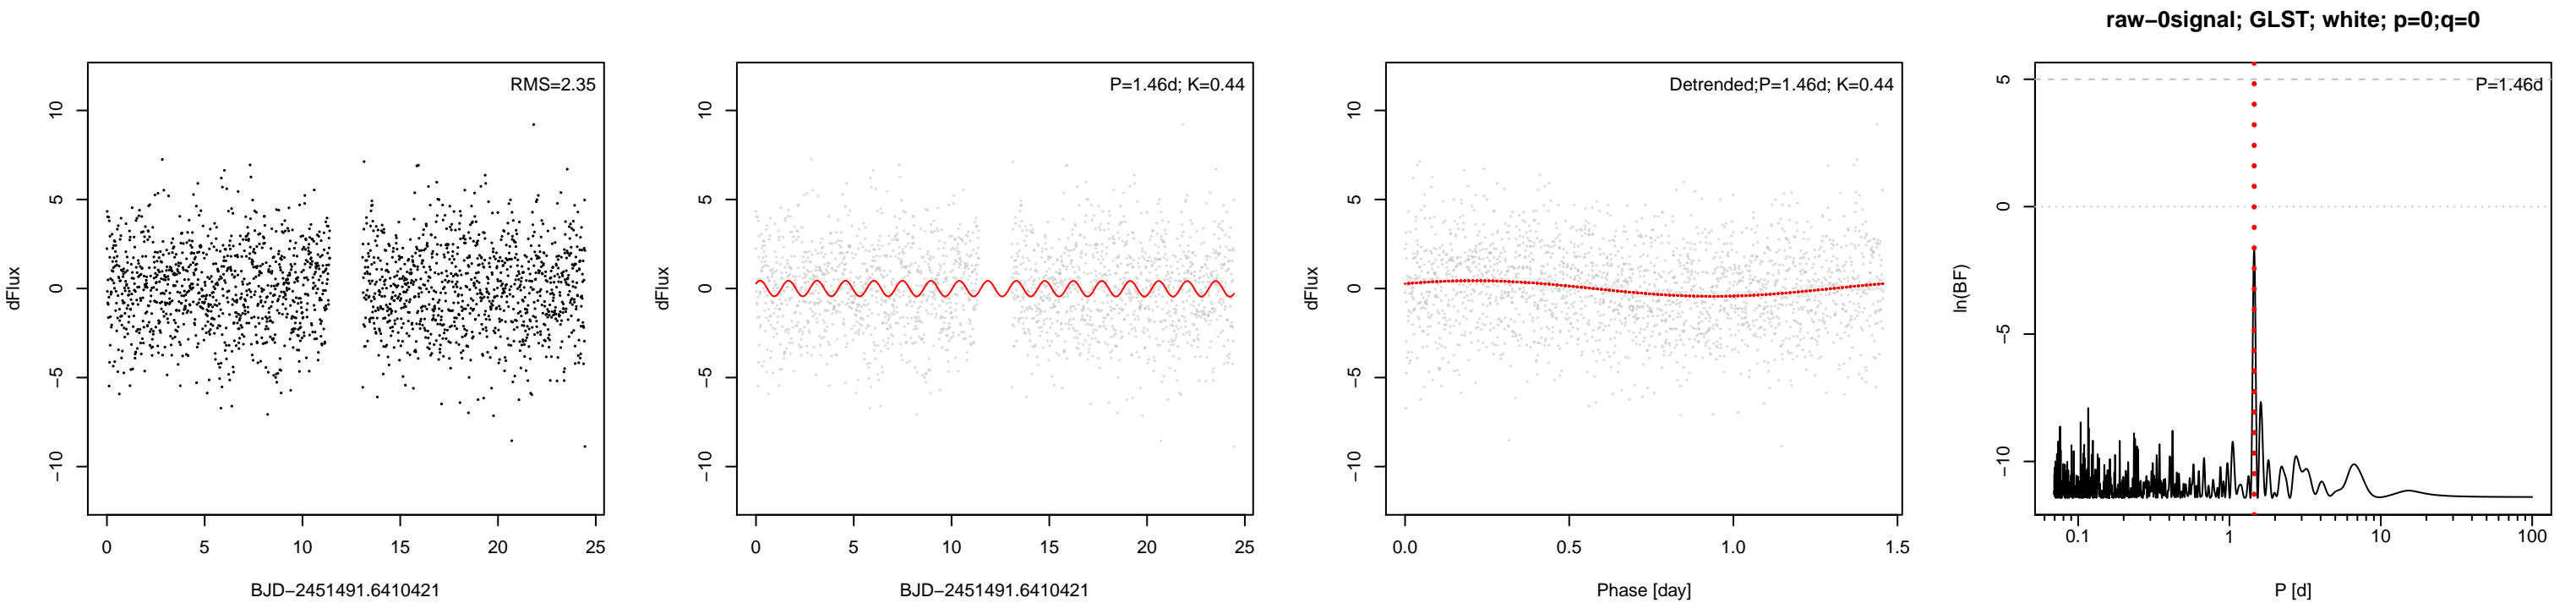 raw−0signal; GLST; white; p=0;q=0
RMS=2.35
10
5
0
−5
−10
dFlux
0 5 10 15 20 25
BJD−2451491.6410421
P=1.46d; K=0.44
10
5
0
−5
−10
dFlux
0 5 10 15 20 25
BJD−2451491.6410421
Detrended;P=1.46d; K=0.44
10
5
0
−5
−10
dFlux
0.0 0.5 1.0 1.5
Phase [day]
P=1.46d
5
0
−5
−10
ln(BF)
0.1 1 10 100
P [d]